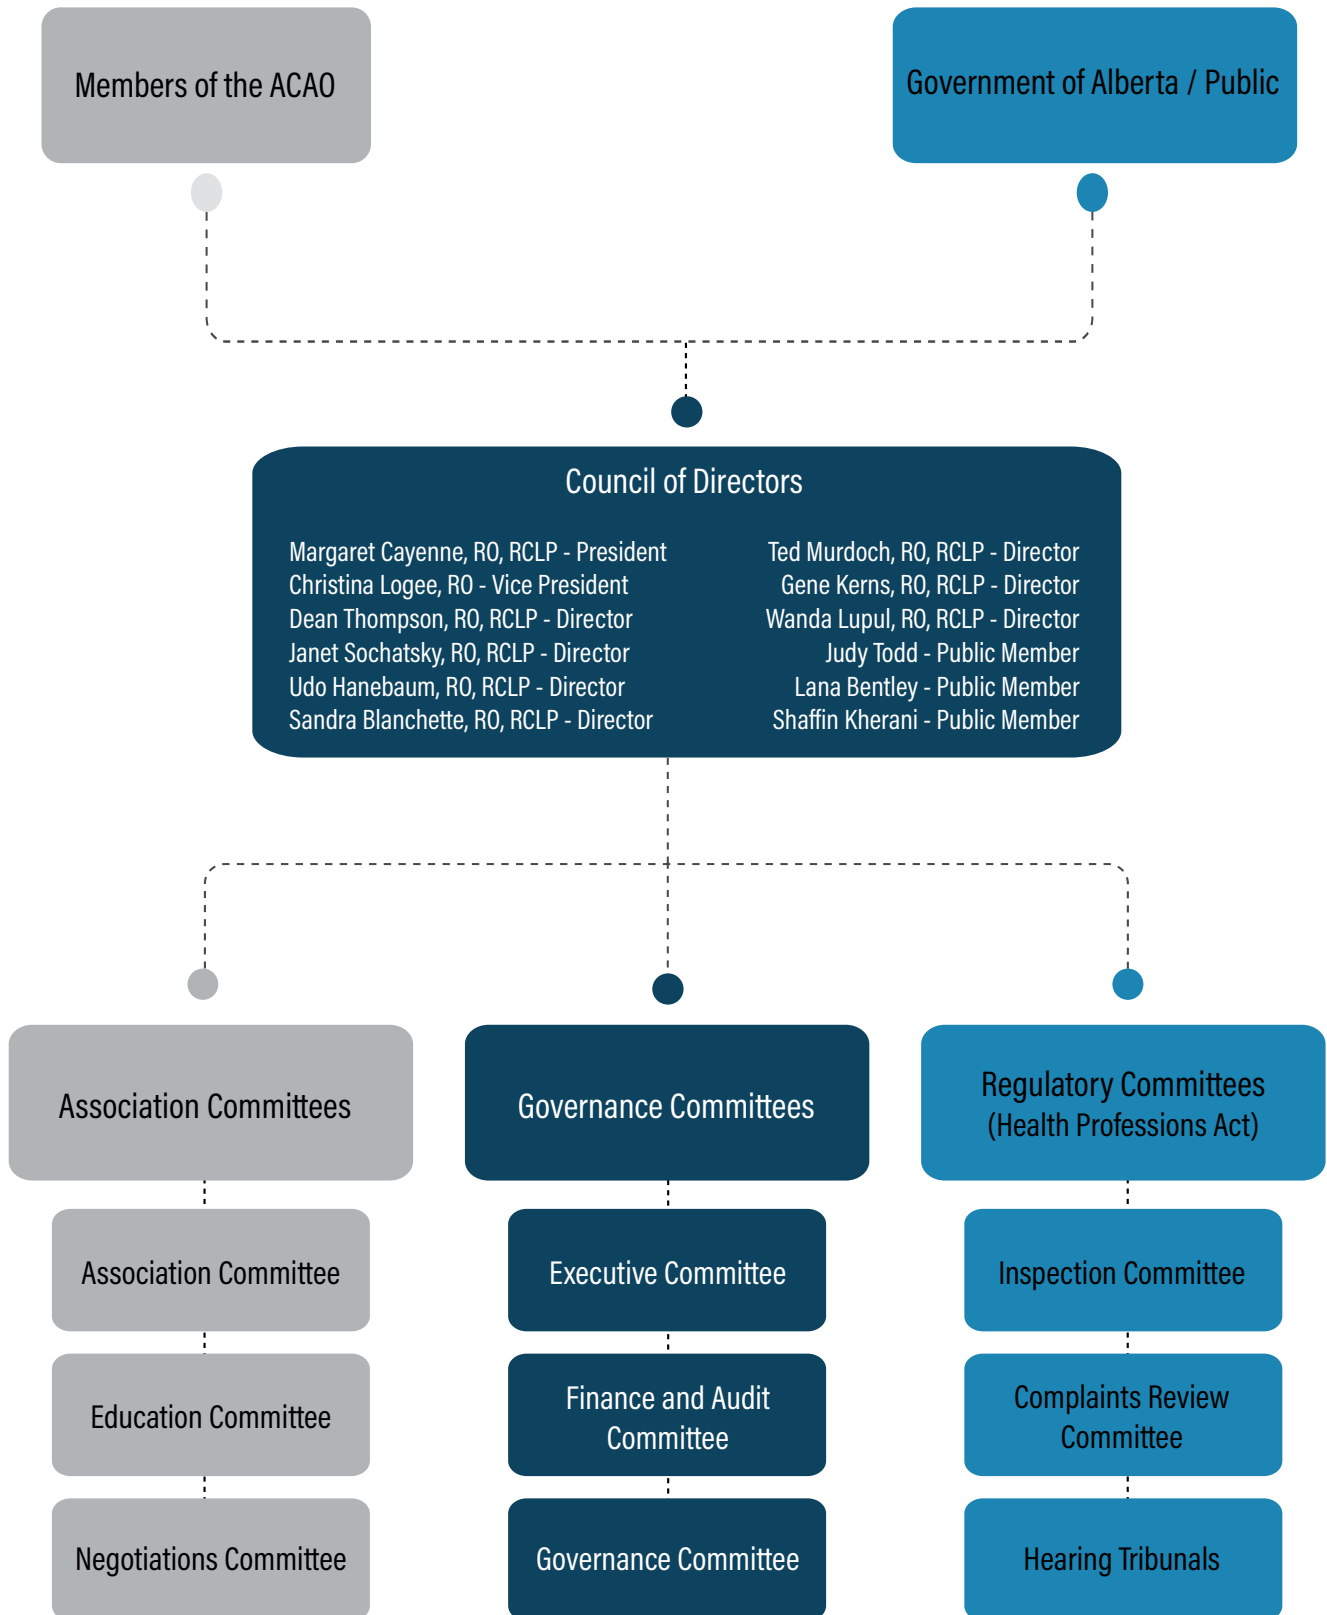 Members of the ACAO
Government of Alberta / Public
Council of Directors
Margaret Cayenne, RO, RCLP - President
Christina Logee, RO - Vice President
Dean Thompson, RO, RCLP - Director
Janet Sochatsky, RO, RCLP - Director
Udo Hanebaum, RO, RCLP - Director
Sandra Blanchette, RO, RCLP - Director
Ted Murdoch, RO, RCLP - Director
Gene Kerns, RO, RCLP - Director
Wanda Lupul, RO, RCLP - Director
Judy Todd - Public Member
Lana Bentley - Public Member
Shaffin Kherani - Public Member
Association Committees
Association Committee
Education Committee
Negotiations Committee
Governance Committees
Executive Committee
Finance and Audit
Committee
Governance Committee
Regulatory Committees
(Health Professions Act)
Inspection Committee
Complaints Review
Committee
Hearing Tribunals